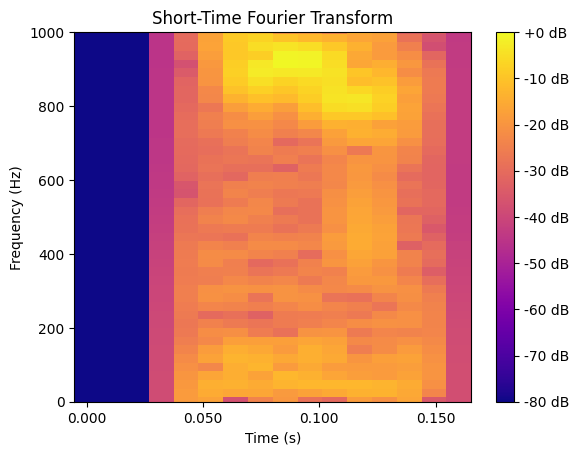 Short-Time Fourier Transform
1000
800
600
400
200
0
Frequency (Hz)
0.000
0.050
0.100
0.150
Time (s)
+0 dB
-10 dB
-20 dB
-30 dB
-40 dB
-50 dB
-60 dB
-70 dB
-80 dB